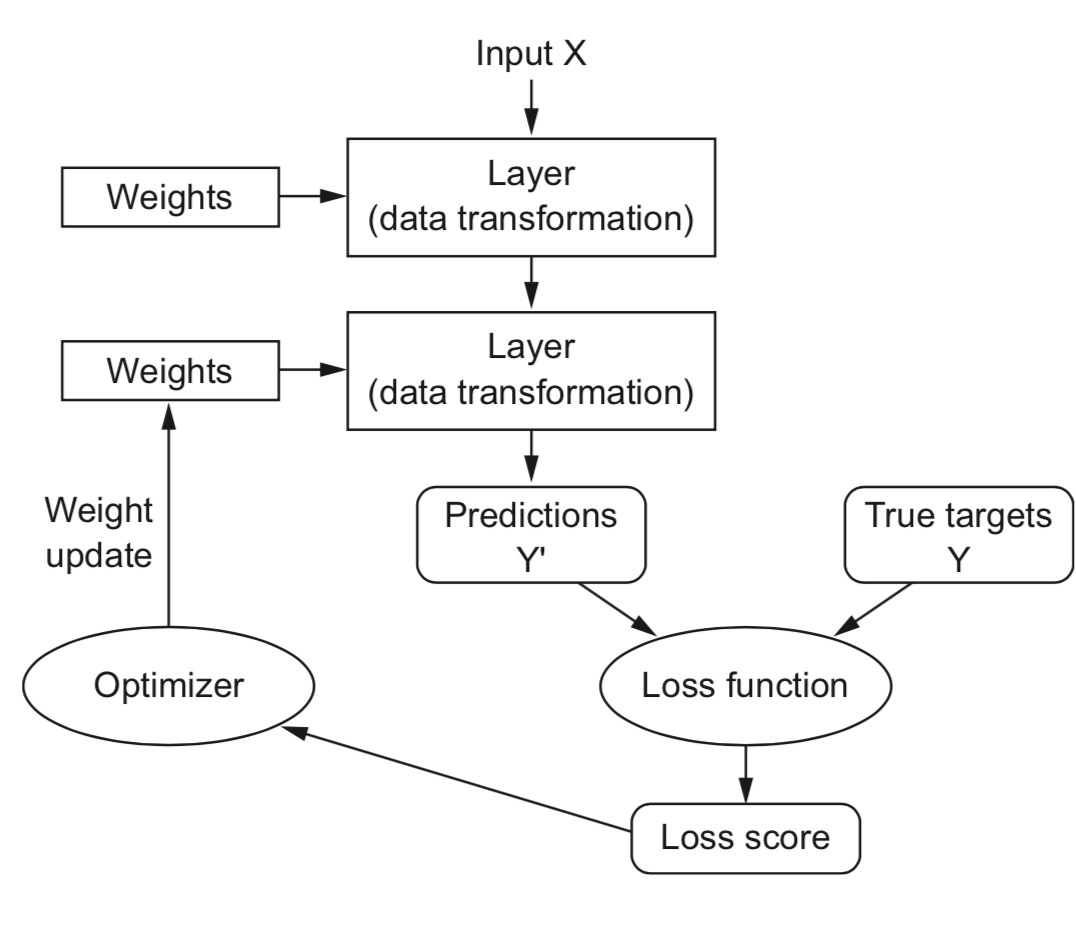 Input X
Weights
Layer
(data transformation)
Weights
Layer
(data transformation)
Weight
update
Predictions
Y'
True targets
Y
Optimizer
Loss function
Loss score